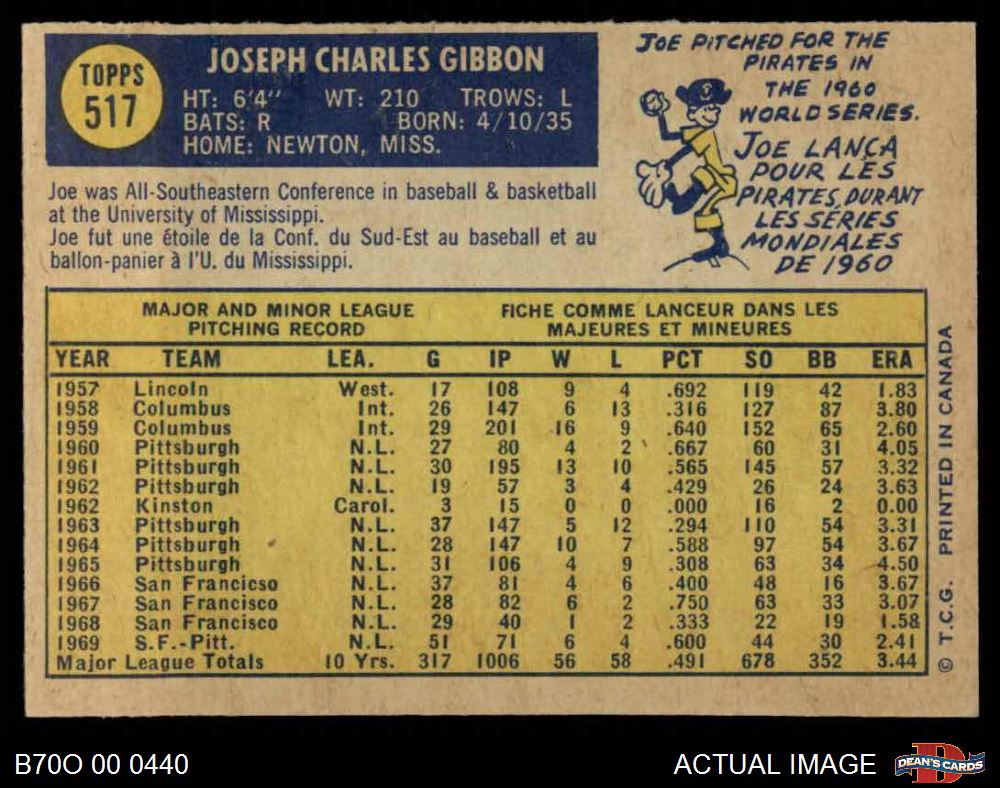 TOPPS
517
JOSEPH CHARLES GIBBON
HT: 6'4" WT: 210 TROWS: L
BATS: R BORN: 4/10/35
HOME: NEWTON, MISS.
JOE PITCHED FOR THE
PIRATES IN
THE 1960
WORLD SERIES.
JOE LANCA
POUR LES
PIRATES, DURANT
LES SÉRIES
MONDIALES
DE 1960
Joe was All-Southeastern Conference in baseball & basketball
at the University of Mississippi.
Joe fut une étoile de la Conf. du Sud-Est au baseball et au
ballon-panier à l'U. du Mississippi.
MAJOR AND MINOR LEAGUE
PITCHING RECORD
FICHE COMME LANCEUR DANS LES
MAJEURES ET MINEURES
YEAR TEAM LEA. G IP W L PCT SO BB ERA
1957 Lincoln West. 17 108 9 4 .692 119 42 1.83
1958 Columbus Int. 26 147 6 13 .316 127 87 3.80
1959 Columbus Int. 29 201 16 9 .640 152 65 2.60
1960 Pittsburgh N.L. 27 80 4 2 .667 60 31 4.05
1961 Pittsburgh N.L. 30 195 13 10 .565 145 57 3.32
1962 Pittsburgh N.L. 19 57 3 4 .429 26 24 3.63
1962 Kinston Carol. 3 15 0 0 .000 16 2 0.00
1963 Pittsburgh N.L. 37 147 5 12 .294 110 54 3.31
1964 Pittsburgh N.L. 28 147 10 7 .588 97 54 3.67
1965 Pittsburgh N.L. 31 106 4 9 .308 63 34 4.50
1966 San Francicso N.L. 37 81 4 6 .400 48 16 3.67
1967 San Francisco N.L. 28 82 6 2 .750 63 33 3.07
1968 San Francisco N.L. 29 40 1 2 .333 22 19 1.58
1969 S.F.-Pitt. N.L. 51 71 6 4 .600 44 30 2.41
Major League Totals 10 Yrs. 317 1006 56 58 .491 678 352 3.44
© T.C.G. PRINTED IN CANADA
B70O 00 0440
ACTUAL IMAGE
DEAN'S CARDS